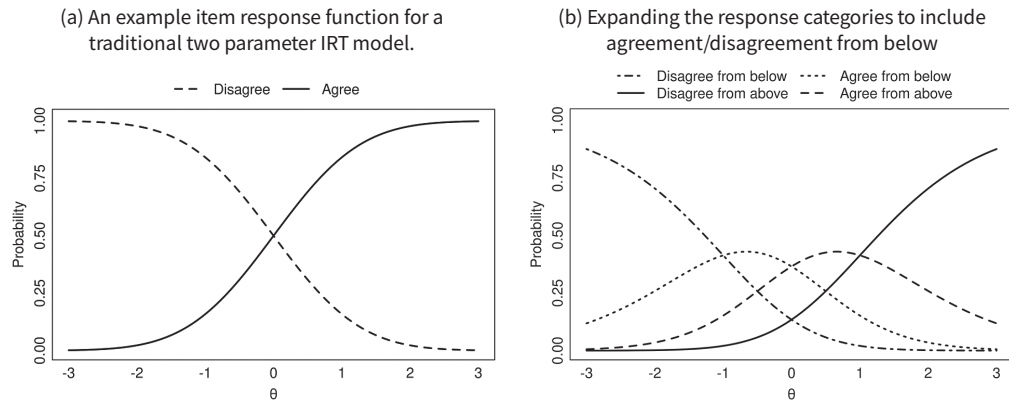 (a) An example item response function for a
traditional two parameter IRT model.
Disagree Agree
Probability
1.00
0.75
0.50
0.25
0.00
-3 -2 -1 0 1 2 3
θ
(b) Expanding the response categories to include
agreement/disagreement from below
Disagree from below Agree from below
Disagree from above Agree from above
Probability
1.00
0.75
0.50
0.25
0.00
-3 -2 -1 0 1 2 3
θ